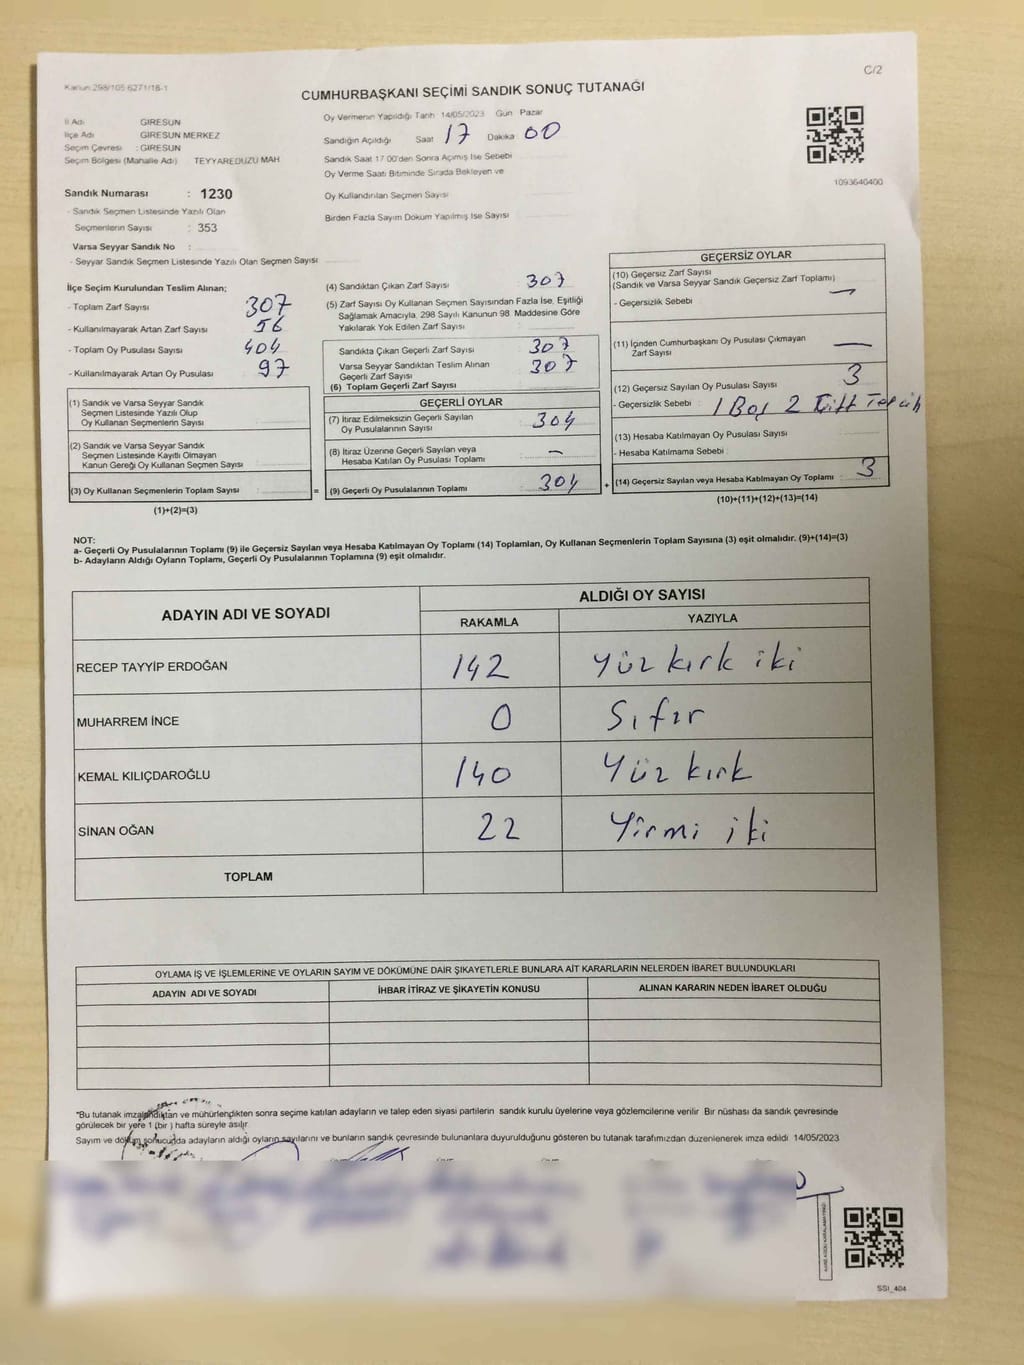 C/2
Kanun 298/105 6271/18-1
CUMHURBAŞKANI SEÇİMİ SANDIK SONUÇ TUTANAĞI
İl Adı GİRESUN
İlçe Adı GİRESUN MERKEZ
Seçim Çevresi : GİRESUN
Seçim Bölgesi (Mahalle Adı) TEYYAREDÜZÜ MAH
Sandık Numarası : 1230
- Sandık Seçmen Listesinde Yazılı Olan
Seçmenlerin Sayısı : 353
Varsa Seyyar Sandık No :
- Seyyar Sandık Seçmen Listesinde Yazılı Olan Seçmen Sayısı
Oy Vermenin Yapıldığı Tarih 14/05/2023 Gün Pazar
Sandığın Açıldığı Saat 17 Dakika 00
Sandık Saat 17.00'den Sonra Açımış İse Sebebi
Oy Verme Saati Bitiminde Sırada Bekleyen ve
Oy Kullandırılan Seçmen Sayısı
Birden Fazla Sayım Döküm Yapılmış İse Sayısı
1093640400
İlçe Seçim Kurulundan Teslim Alınan;
- Toplam Zarf Sayısı 307
- Kullanılmayarak Artan Zarf Sayısı 56
- Toplam Oy Pusulası Sayısı 404
- Kullanılmayarak Artan Oy Pusulası 97
(1) Sandık ve Varsa Seyyar Sandık
Seçmen Listesinde Yazılı Olup
Oy Kullanan Seçmenlerin Sayısı
(2) Sandık ve Varsa Seyyar Sandık
Seçmen Listesinde Kayıtlı Olmayan
Kanun Gereği Oy Kullanan Seçmen Sayısı
(3) Oy Kullanan Seçmenlerin Toplam Sayısı :
(1)+(2)=(3)
=
(4) Sandıktan Çıkan Zarf Sayısı 307
(5) Zarf Sayısı Oy Kullanan Seçmen Sayısından Fazla İse, Eşitliği
Sağlamak Amacıyla, 298 Sayılı Kanunun 98. Maddesine Göre
Yakılarak Yok Edilen Zarf Sayısı
Sandıkta Çıkan Geçerli Zarf Sayısı 307
Varsa Seyyar Sandıktan Teslim Alınan 307
Geçerli Zarf Sayısı
(6) Toplam Geçerli Zarf Sayısı
GEÇERLİ OYLAR
(7) İtiraz Edilmeksizin Geçerli Sayılan
Oy Pusulalarının Sayısı 304
(8) İtiraz Üzerine Geçerli Sayılan veya
Hesaba Katılan Oy Pusulası Toplamı —
(9) Geçerli Oy Pusulalarının Toplamı 304
+
GEÇERSİZ OYLAR
(10) Geçersiz Zarf Sayısı
(Sandık ve Varsa Seyyar Sandık Geçersiz Zarf Toplamı)
- Geçersizlik Sebebi —
(11) İçinden Cumhurbaşkanı Oy Pusulası Çıkmayan —
Zarf Sayısı
(12) Geçersiz Sayılan Oy Pusulası Sayısı 3
- Geçersizlik Sebebi : 1 Boş 2 Çift Tercih
(13) Hesaba Katılmayan Oy Pusulası Sayısı
- Hesaba Katılmama Sebebi
(14) Geçersiz Sayılan veya Hesaba Katılmayan Oy Toplamı 3
(10)+(11)+(12)+(13)=(14)
NOT:
a- Geçerli Oy Pusulalarının Toplamı (9) ile Geçersiz Sayılan veya Hesaba Katılmayan Oy Toplamı (14) Toplamları, Oy Kullanan Seçmenlerin Toplam Sayısına (3) eşit olmalıdır. (9)+(14)=(3)
b- Adayların Aldığı Oyların Toplamı, Geçerli Oy Pusulalarının Toplamına (9) eşit olmalıdır.
ADAYIN ADI VE SOYADI ALDIĞI OY SAYISI
RAKAMLA YAZIYLA
RECEP TAYYİP ERDOĞAN 142 Yüz kırk iki
MUHARREM İNCE 0 Sıfır
KEMAL KILIÇDAROĞLU 140 Yüz kırk
SİNAN OĞAN 22 Yirmi iki
TOPLAM
OYLAMA İŞ VE İŞLEMLERİNE VE OYLARIN SAYIM VE DÖKÜMÜNE DAİR ŞİKAYETLERLE BUNLARA AİT KARARLARIN NELERDEN İBARET BULUNDUKLARI
ADAYIN ADI VE SOYADI İHBAR İTİRAZ VE ŞİKAYETİN KONUSU ALINAN KARARIN NEDEN İBARET OLDUĞU
*Bu tutanak imzalandıktan ve mühürlendikten sonra seçime katılan adayların ve talep eden siyasi partilerin sandık kurulu üyelerine veya gözlemcilerine verilir. Bir nüshası da sandık çevresinde
görülecek bir yere 1 (bir) hafta süreyle asılır.
Sayım ve döküm sonucunda adayların aldığı oyların sayılarını ve bunların sandık çevresinde bulunanlara duyurulduğunu gösteren bu tutanak tarafımızdan düzenlenerek imza edildi 14/05/2023
SSI_404